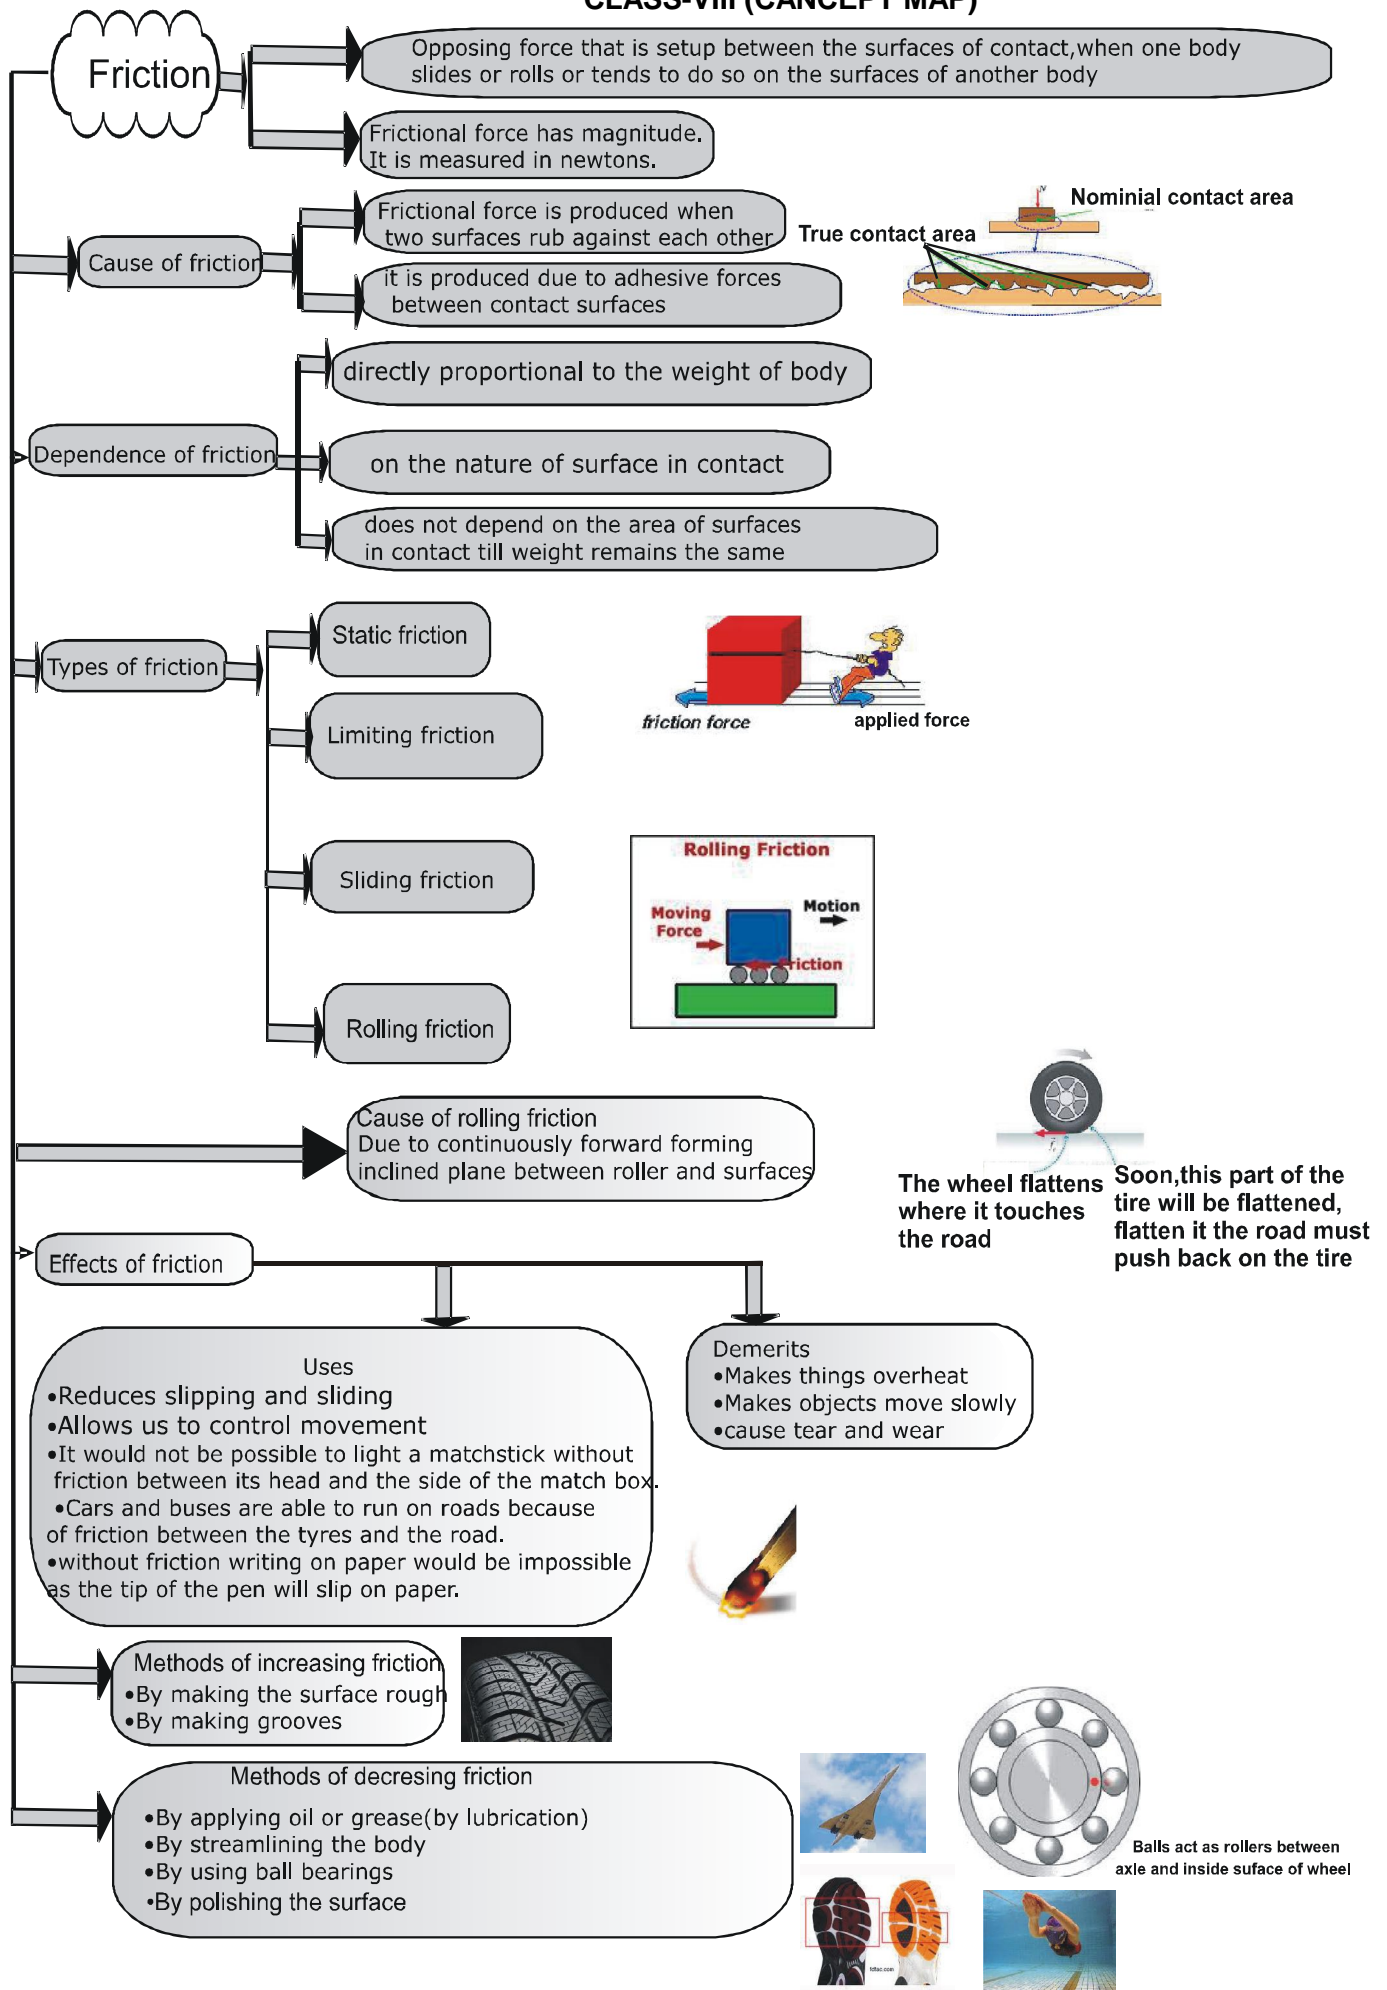 CLASS-VIII (CANCEPT MAP)
Friction
Opposing force that is setup between the surfaces of contact,when one body
slides or rolls or tends to do so on the surfaces of another body
Frictional force has magnitude.
It is measured in newtons.
Cause of friction
Frictional force is produced when
two surfaces rub against each other
it is produced due to adhesive forces
between contact surfaces
N
Nominial contact area
True contact area
Dependence of friction
directly proportional to the weight of body
on the nature of surface in contact
does not depend on the area of surfaces
in contact till weight remains the same
Types of friction
Static friction
Limiting friction
Sliding friction
Rolling friction
friction force
applied force
Rolling Friction
Moving
Force
Motion
Friction
Cause of rolling friction
Due to continuously forward forming
inclined plane between roller and surfaces
The wheel flattens
where it touches
the road
Soon,this part of the
tire will be flattened,
flatten it the road must
push back on the tire
Effects of friction
Uses
•Reduces slipping and sliding
•Allows us to control movement
•It would not be possible to light a matchstick without
friction between its head and the side of the match box.
•Cars and buses are able to run on roads because
of friction between the tyres and the road.
•without friction writing on paper would be impossible
as the tip of the pen will slip on paper.
Demerits
•Makes things overheat
•Makes objects move slowly
•cause tear and wear
Methods of increasing friction
•By making the surface rough
•By making grooves
Methods of decresing friction
•By applying oil or grease(by lubrication)
•By streamlining the body
•By using ball bearings
•By polishing the surface
Balls act as rollers between
axle and inside suface of wheel